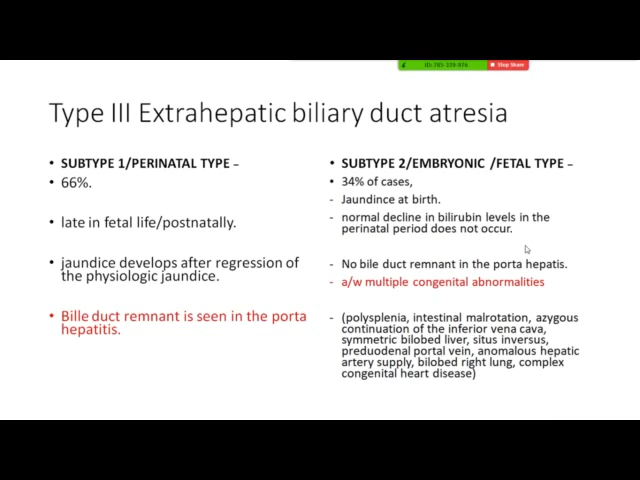 ID: 785-339-976 Stop Share
Type III Extrahepatic biliary duct atresia
• SUBTYPE 1/PERINATAL TYPE –
• 66%.
• late in fetal life/postnatally.
• jaundice develops after regression of
the physiologic jaundice.
• Bille duct remnant is seen in the porta
hepatitis.
• SUBTYPE 2/EMBRYONIC /FETAL TYPE –
• 34% of cases,
- Jaundince at birth.
- normal decline in bilirubin levels in the
perinatal period does not occur.
- No bile duct remnant in the porta hepatis.
- a/w multiple congenital abnormalities
- (polysplenia, intestinal malrotation, azygous
continuation of the inferior vena cava,
symmetric bilobed liver, situs inversus,
preduodenal portal vein, anomalous hepatic
artery supply, bilobed right lung, complex
congenital heart disease)